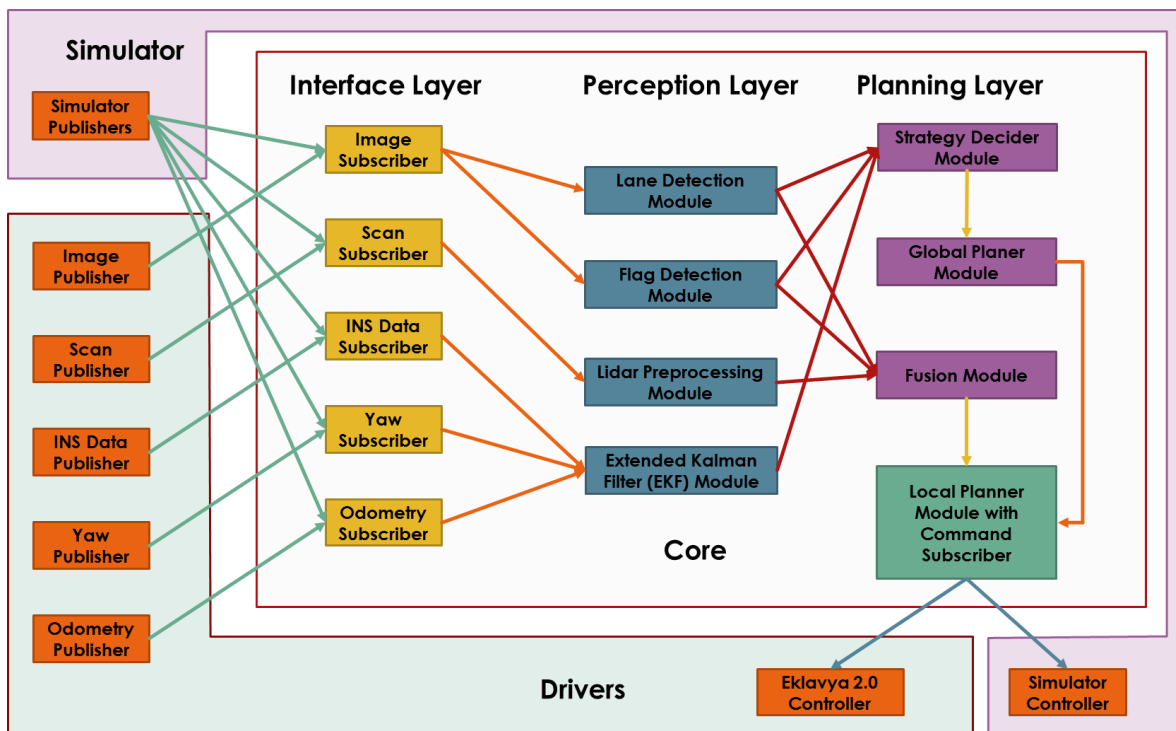 Simulator
Simulator
Publishers
Interface Layer
Perception Layer
Planning Layer
Image
Subscriber
Scan
Subscriber
INS Data
Subscriber
Yaw
Subscriber
Odometry
Subscriber
Lane Detection
Module
Flag Detection
Module
Lidar Preprocessing
Module
Extended Kalman
Filter (EKF) Module
Strategy Decider
Module
Global Planer
Module
Fusion Module
Local Planner
Module with
Command
Subscriber
Core
Image
Publisher
Scan
Publisher
INS Data
Publisher
Yaw
Publisher
Odometry
Publisher
Drivers
Eklavya 2.0
Controller
Simulator
Controller